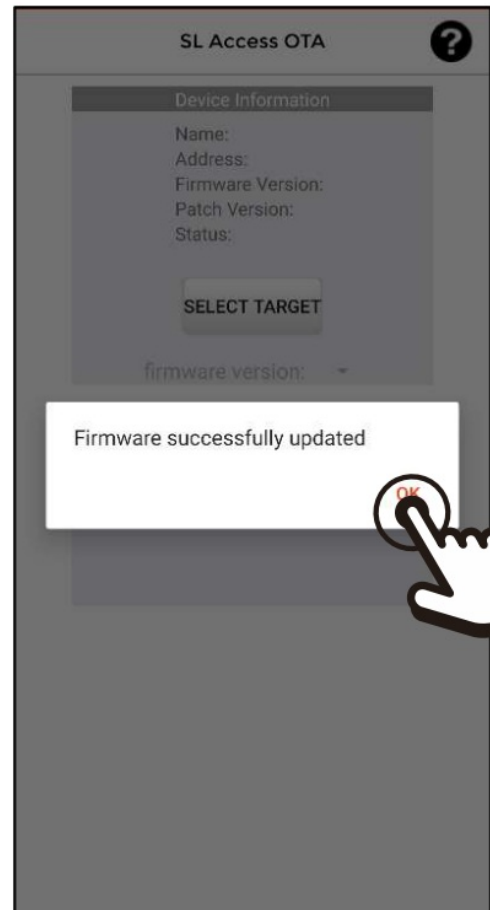 SL Access OTA
?
Device Information
Name:
Address:
Firmware Version:
Patch Version:
Status:
SELECT TARGET
firmware version:
Firmware successfully updated
OK